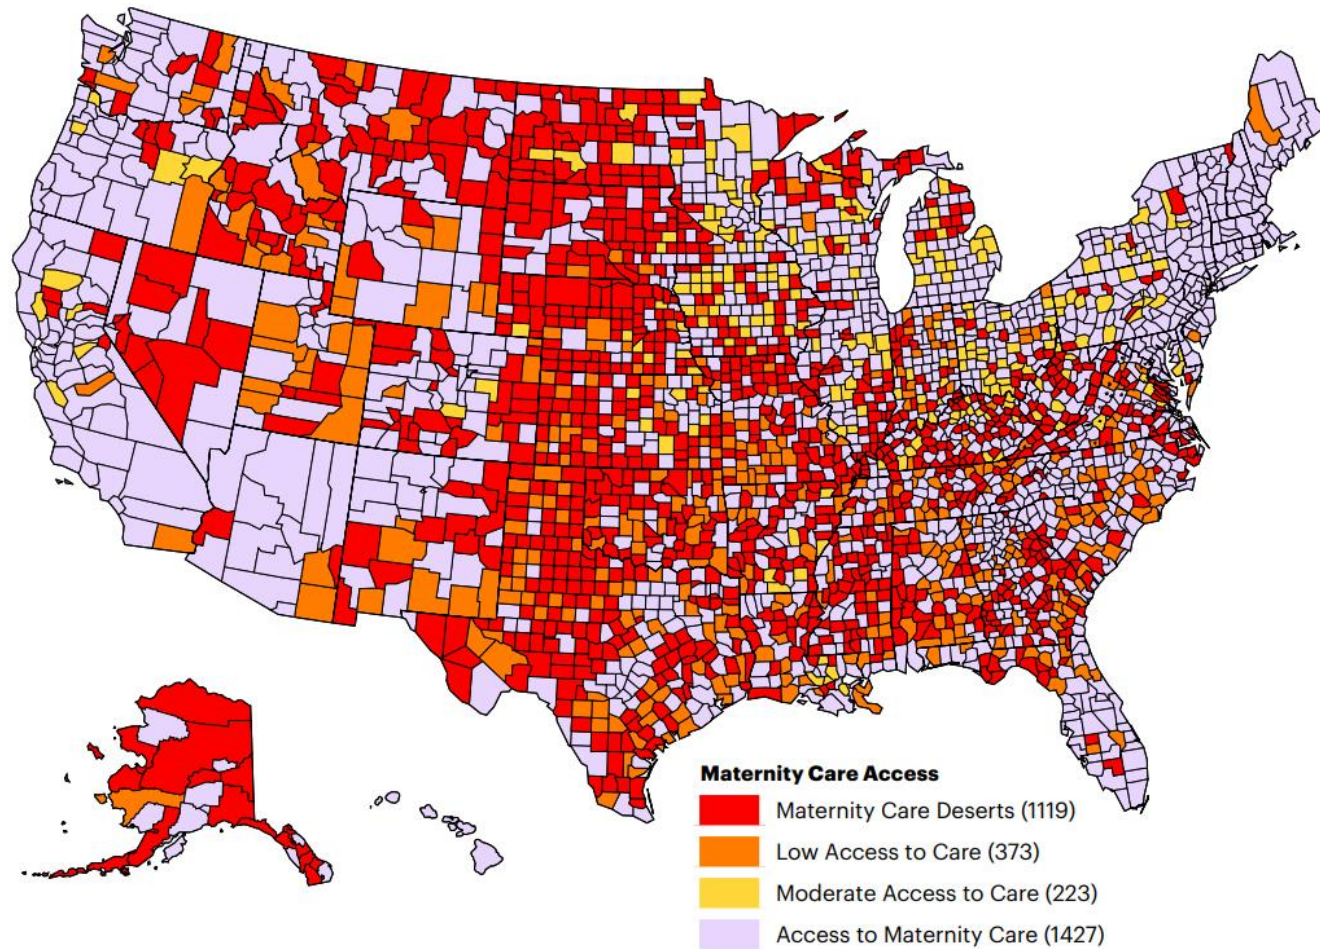 Maternity Care Access
Maternity Care Deserts (1119)
Low Access to Care (373)
Moderate Access to Care (223)
Access to Maternity Care (1427)